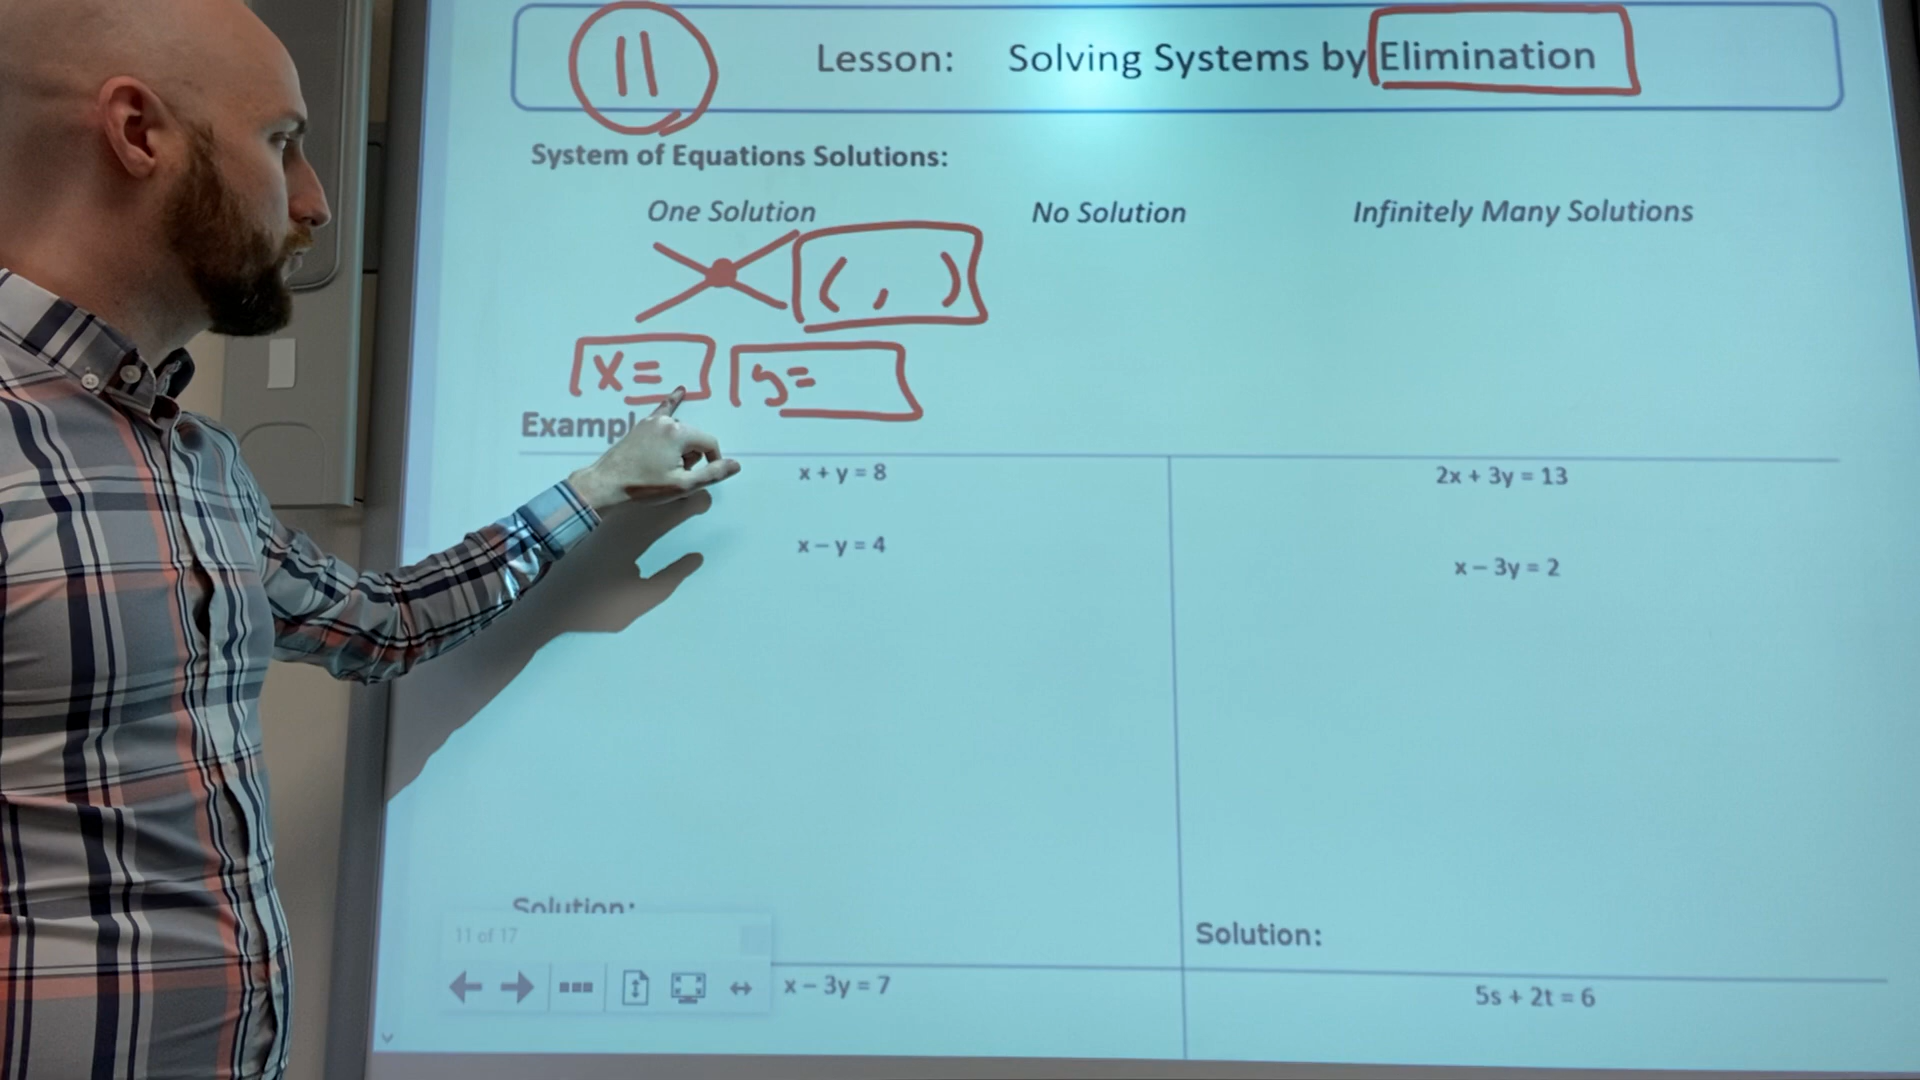 11 Lesson: Solving Systems by Elimination
System of Equations Solutions:
One Solution No Solution Infinitely Many Solutions
( , )
x = y =
x + y = 8 2x + 3y = 13
x – y = 4 x – 3y = 2
Solution: Solution:
11 of 17
x – 3y = 7 5s + 2t = 6